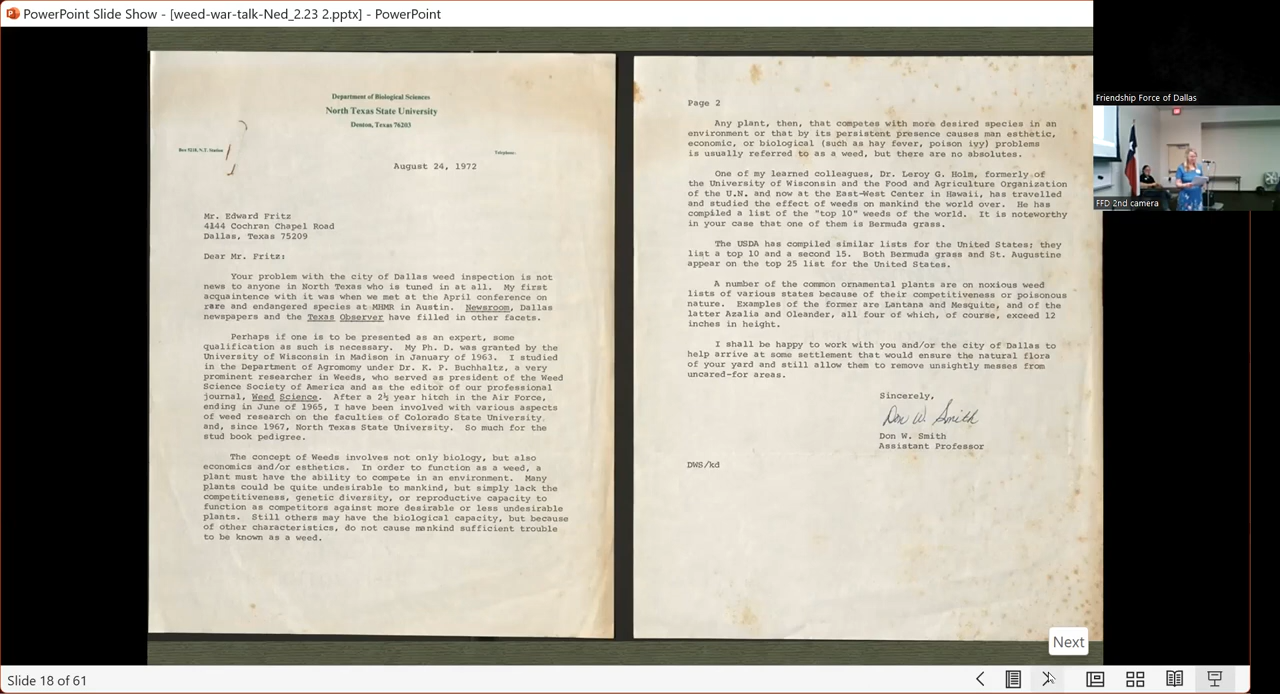 PowerPoint Slide Show - [weed-war-talk-Ned_2.23 2.pptx] - PowerPoint
Department of Biological Sciences
North Texas State University
Denton, Texas 76203
Box 5218, N.T. Station
Telephone:
August 24, 1972
Mr. Edward Fritz
4144 Cochran Chapel Road
Dallas, Texas 75209
Dear Mr. Fritz:
Your problem with the city of Dallas weed inspection is not
news to anyone in North Texas who is tuned in at all. My first
acquaintence with it was when we met at the April conference on
rare and endangered species at MHMR in Austin. Newsroom, Dallas
newspapers and the Texas Observer have filled in other facets.
Perhaps if one is to be presented as an expert, some
qualification as such is necessary. My Ph. D. was granted by the
University of Wisconsin in Madison in January of 1963. I studied
in the Department of Agromomy under Dr. K. P. Buchhaltz, a very
prominent researcher in Weeds, who served as president of the Weed
Science Society of America and as the editor of our professional
journal, Weed Science. After a 2½ year hitch in the Air Force,
ending in June of 1965, I have been involved with various aspects
of weed research on the faculties of Colorado State University
and, since 1967, North Texas State University. So much for the
stud book pedigree.
The concept of Weeds involves not only biology, but also
economics and/or esthetics. In order to function as a weed, a
plant must have the ability to compete in an environment. Many
plants could be quite undesirable to mankind, but simply lack the
competitiveness, genetic diversity, or reproductive capacity to
function as competitors against more desirable or less undesirable
plants. Still others may have the biological capacity, but because
of other characteristics, do not cause mankind sufficient trouble
to be known as a weed.
Page 2
Any plant, then, that competes with more desired species in an
environment or that by its persistent presence causes man esthetic,
economic, or biological (such as hay fever, poison iyy) problems
is usually referred to as a weed, but there are no absolutes.
One of my learned colleagues, Dr. Leroy G. Holm, formerly of
the University of Wisconsin and the Food and Agriculture Organization
of the U.N. and now at the East-West Center in Hawaii, has travelled
and studied the effect of weeds on mankind the world over. He has
compiled a list of the "top 10" weeds of the world. It is noteworthy
in your case that one of them is Bermuda grass.
The USDA has compiled similar lists for the United States; they
list a top 10 and a second 15. Both Bermuda grass and St. Augustine
appear on the top 25 list for the United States.
A number of the common ornamental plants are on noxious weed
lists of various states because of their competitiveness or poisonous
nature. Examples of the former are Lantana and Mesquite, and of the
latter Azalia and Oleander, all four of which, of course, exceed 12
inches in height.
I shall be happy to work with you and/or the city of Dallas to
help arrive at some settlement that would ensure the natural flora
of your yard and still allow them to remove unsightly messes from
uncared-for areas.
Sincerely,
Don W. Smith
Don W. Smith
Assistant Professor
DWS/kd
Friendship Force of Dallas
FFD 2nd camera
Next
Slide 18 of 61